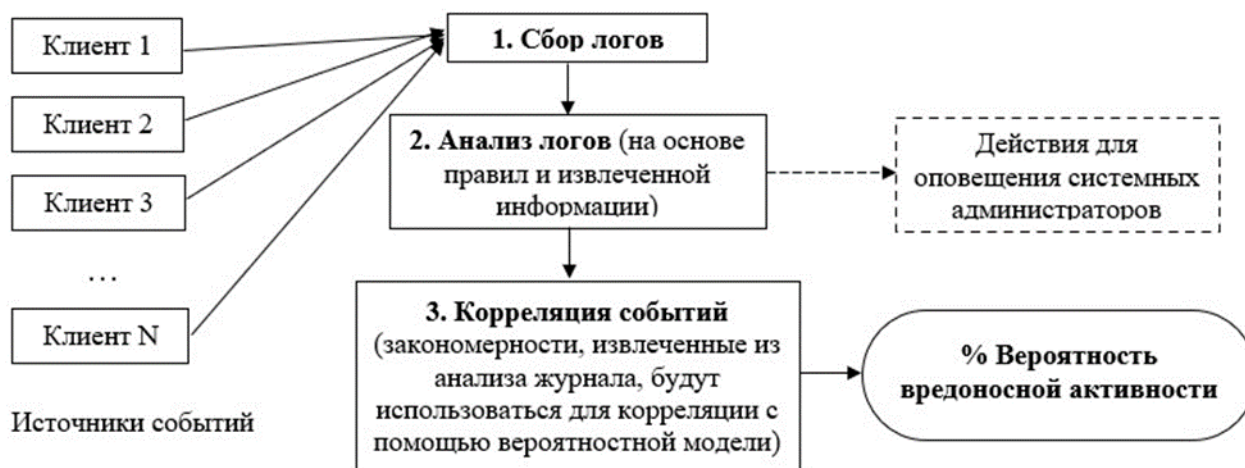 Клиент 1
Клиент 2
Клиент 3
…
Клиент N
Источники событий
1. Сбор логов
2. Анализ логов (на основе
правил и извлеченной
информации)
Действия для
оповещения системных
администраторов
3. Корреляция событий
(закономерности, извлеченные из
анализа журнала, будут
использоваться для корреляции с
помощью вероятностной модели)
% Вероятность
вредоносной активности